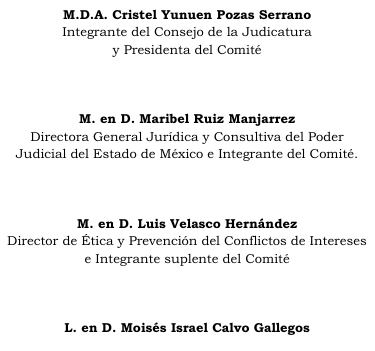 M.D.A. Cristel Yunuen Pozas Serrano
Integrante del Consejo de la Judicatura
y Presidenta del Comité
M. en D. Maribel Ruiz Manjarrez
Directora General Jurídica y Consultiva del Poder
Judicial del Estado de México e Integrante del Comité.
M. en D. Luis Velasco Hernández
Director de Ética y Prevención del Conflictos de Intereses
e Integrante suplente del Comité
L. en D. Moisés Israel Calvo Gallegos